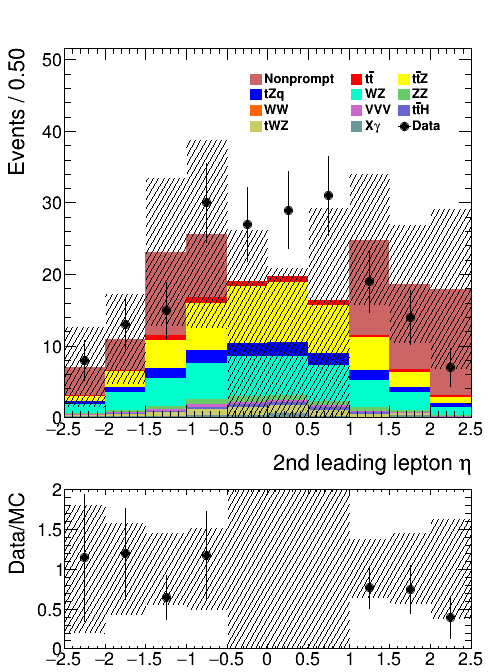 Events / 0.50
50
40
30
20
10
0
Nonprompt tt̄ tt̄Z
tZq WZ ZZ
WW VVV tt̄H
tWZ Xγ Data
−2.5 −2 −1.5 −1 −0.5 0 0.5 1 1.5 2 2.5
2nd leading lepton η
Data/MC
2
1.5
1
0.5
0
−2.5 −2 −1.5 −1 −0.5 0 0.5 1 1.5 2 2.5